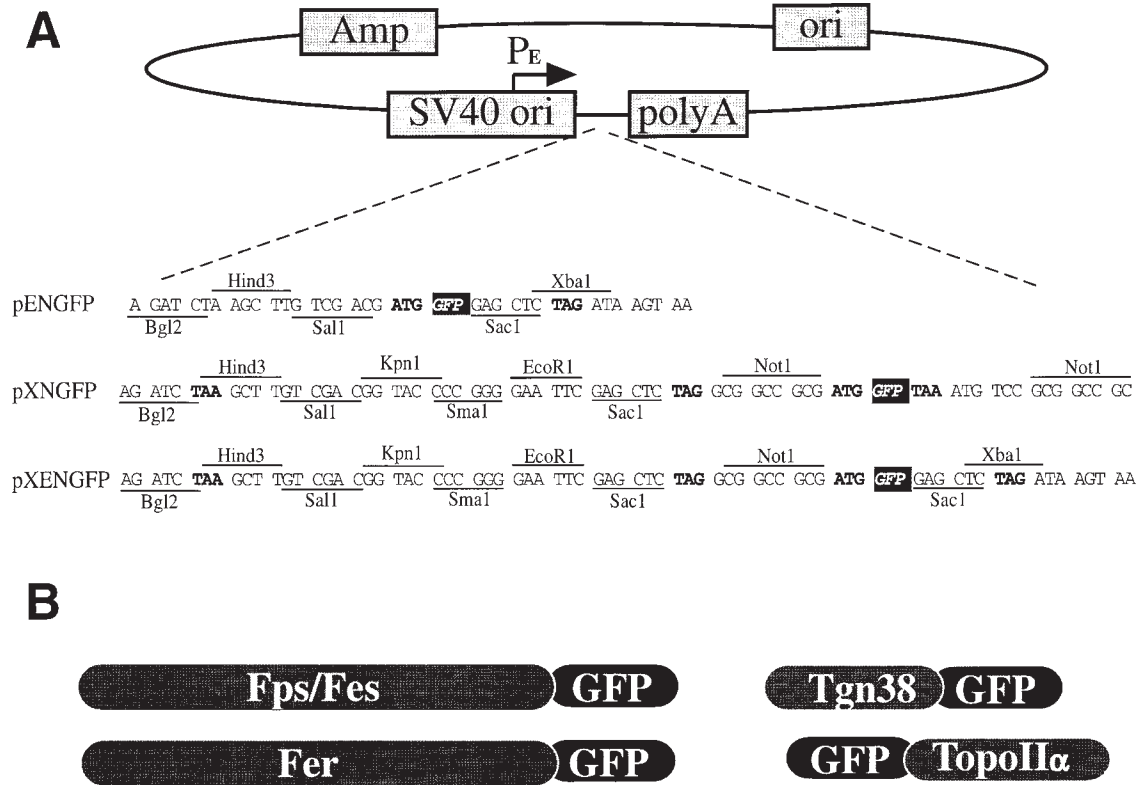 A
Amp
ori
PE
SV40 ori
polyA
Hind3
Xba1
pENGFP
A GATC TA AGC TT GTCG ACG ATG GFP GAG CTC TAG ATA AGT AA
Bgl2
Sal1
Sac1
Hind3
Kpn1
EcoR1
Not1
Not1
pXNGFP
AG ATC TAA GCT TGT CGA CGG TAC CCC GGG GAA TTC GAG CTC TAG GCG GCC GCG ATG GFP TAA ATG TCC GCG GCC GC
Bgl2
Sal1
Sma1
Sac1
Hind3
Kpn1
EcoR1
Not1
Xba1
pXENGFP
AG ATC TAA GCT TGT CGA CGG TAC CCC GGG GAA TTC GAG CTC TAG GCG GCC GCG ATG GFP GAG CTC TAG ATA AGT AA
Bgl2
Sal1
Sma1
Sac1
Sac1
B
Fps/Fes GFP
Tgn38 GFP
Fer GFP
GFP TopoIIα